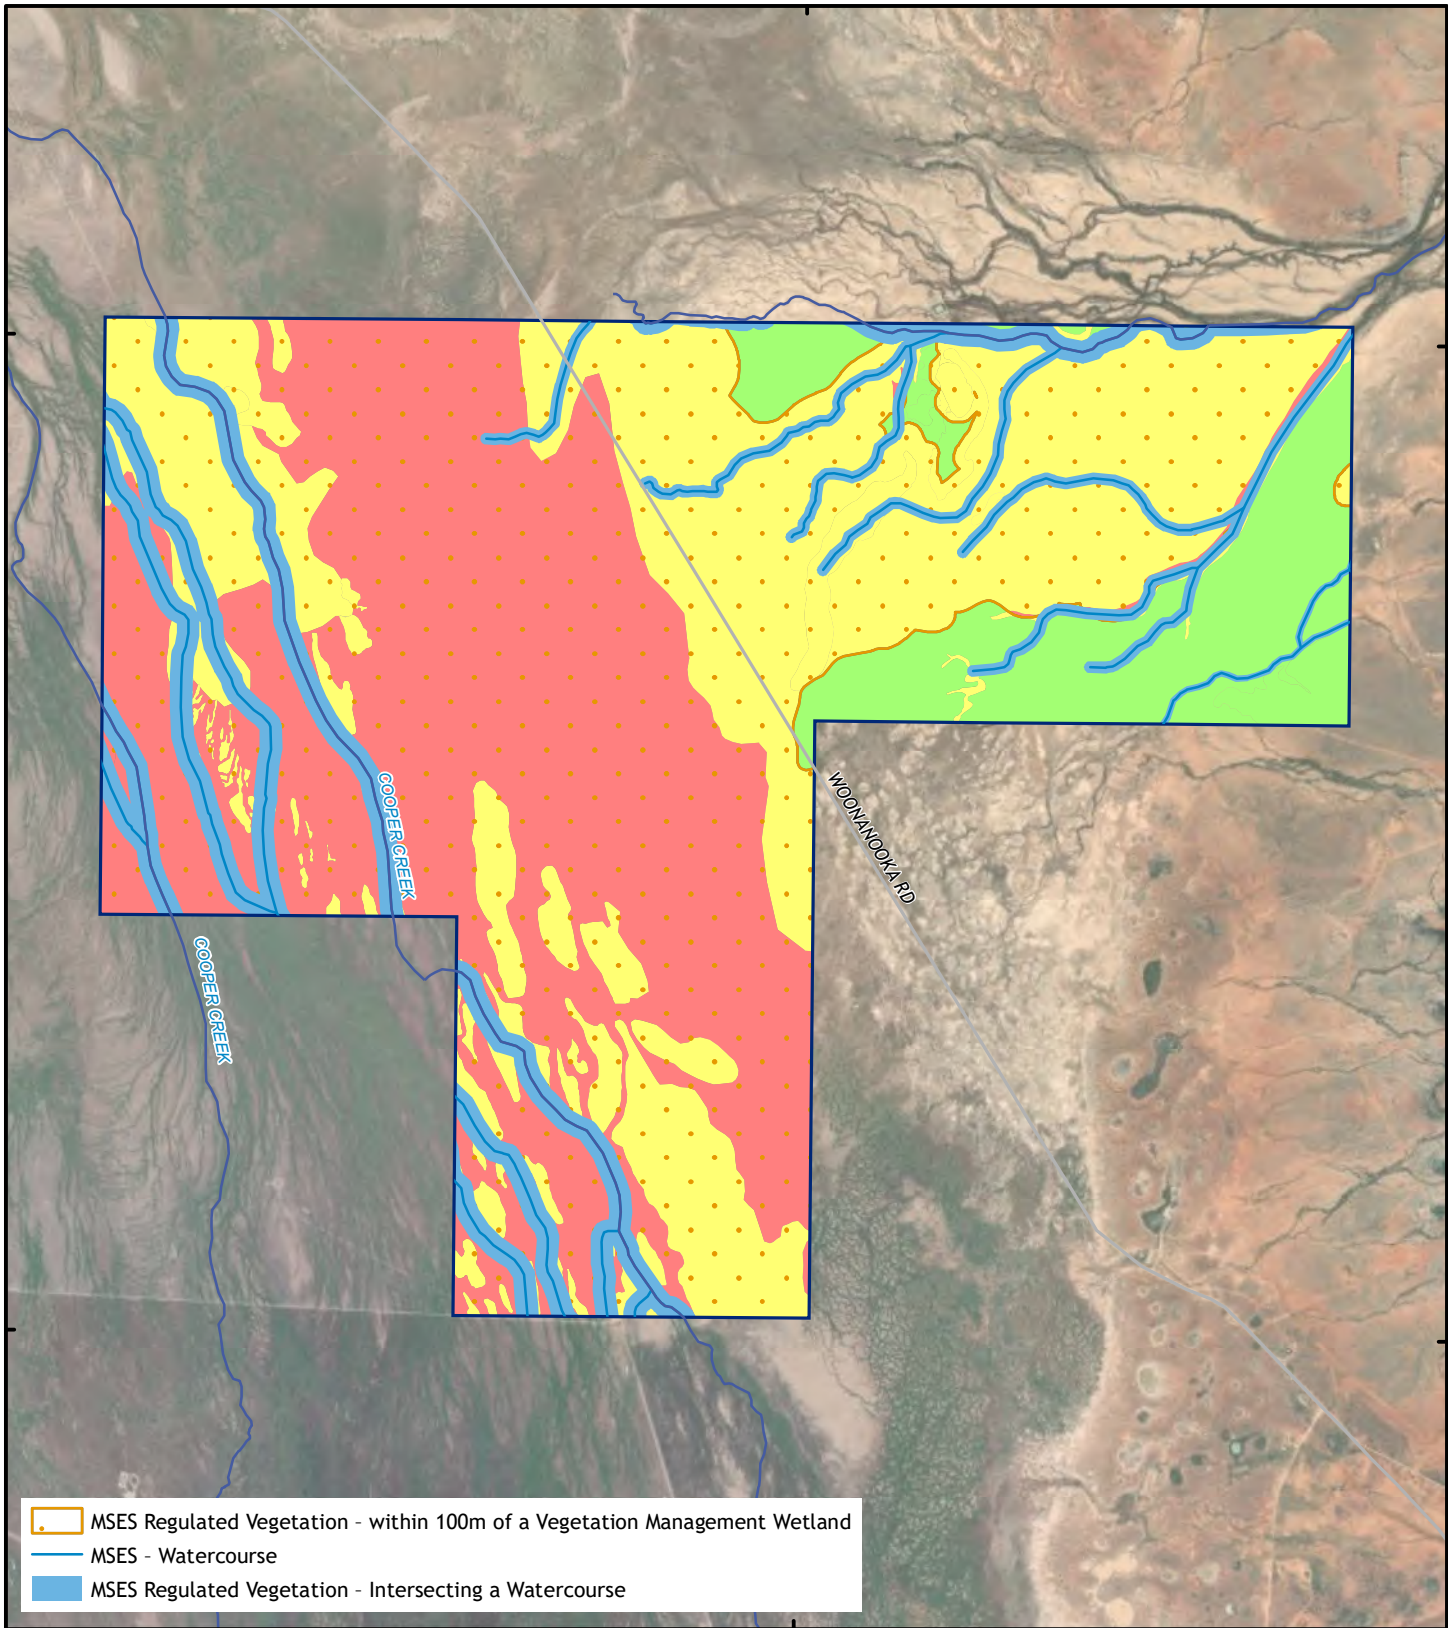 COOPER CREEK
WOONANOOKA RD
COOPER CREEK
MSES Regulated Vegetation - within 100m of a Vegetation Management Wetland
MSES - Watercourse
MSES Regulated Vegetation - Intersecting a Watercourse